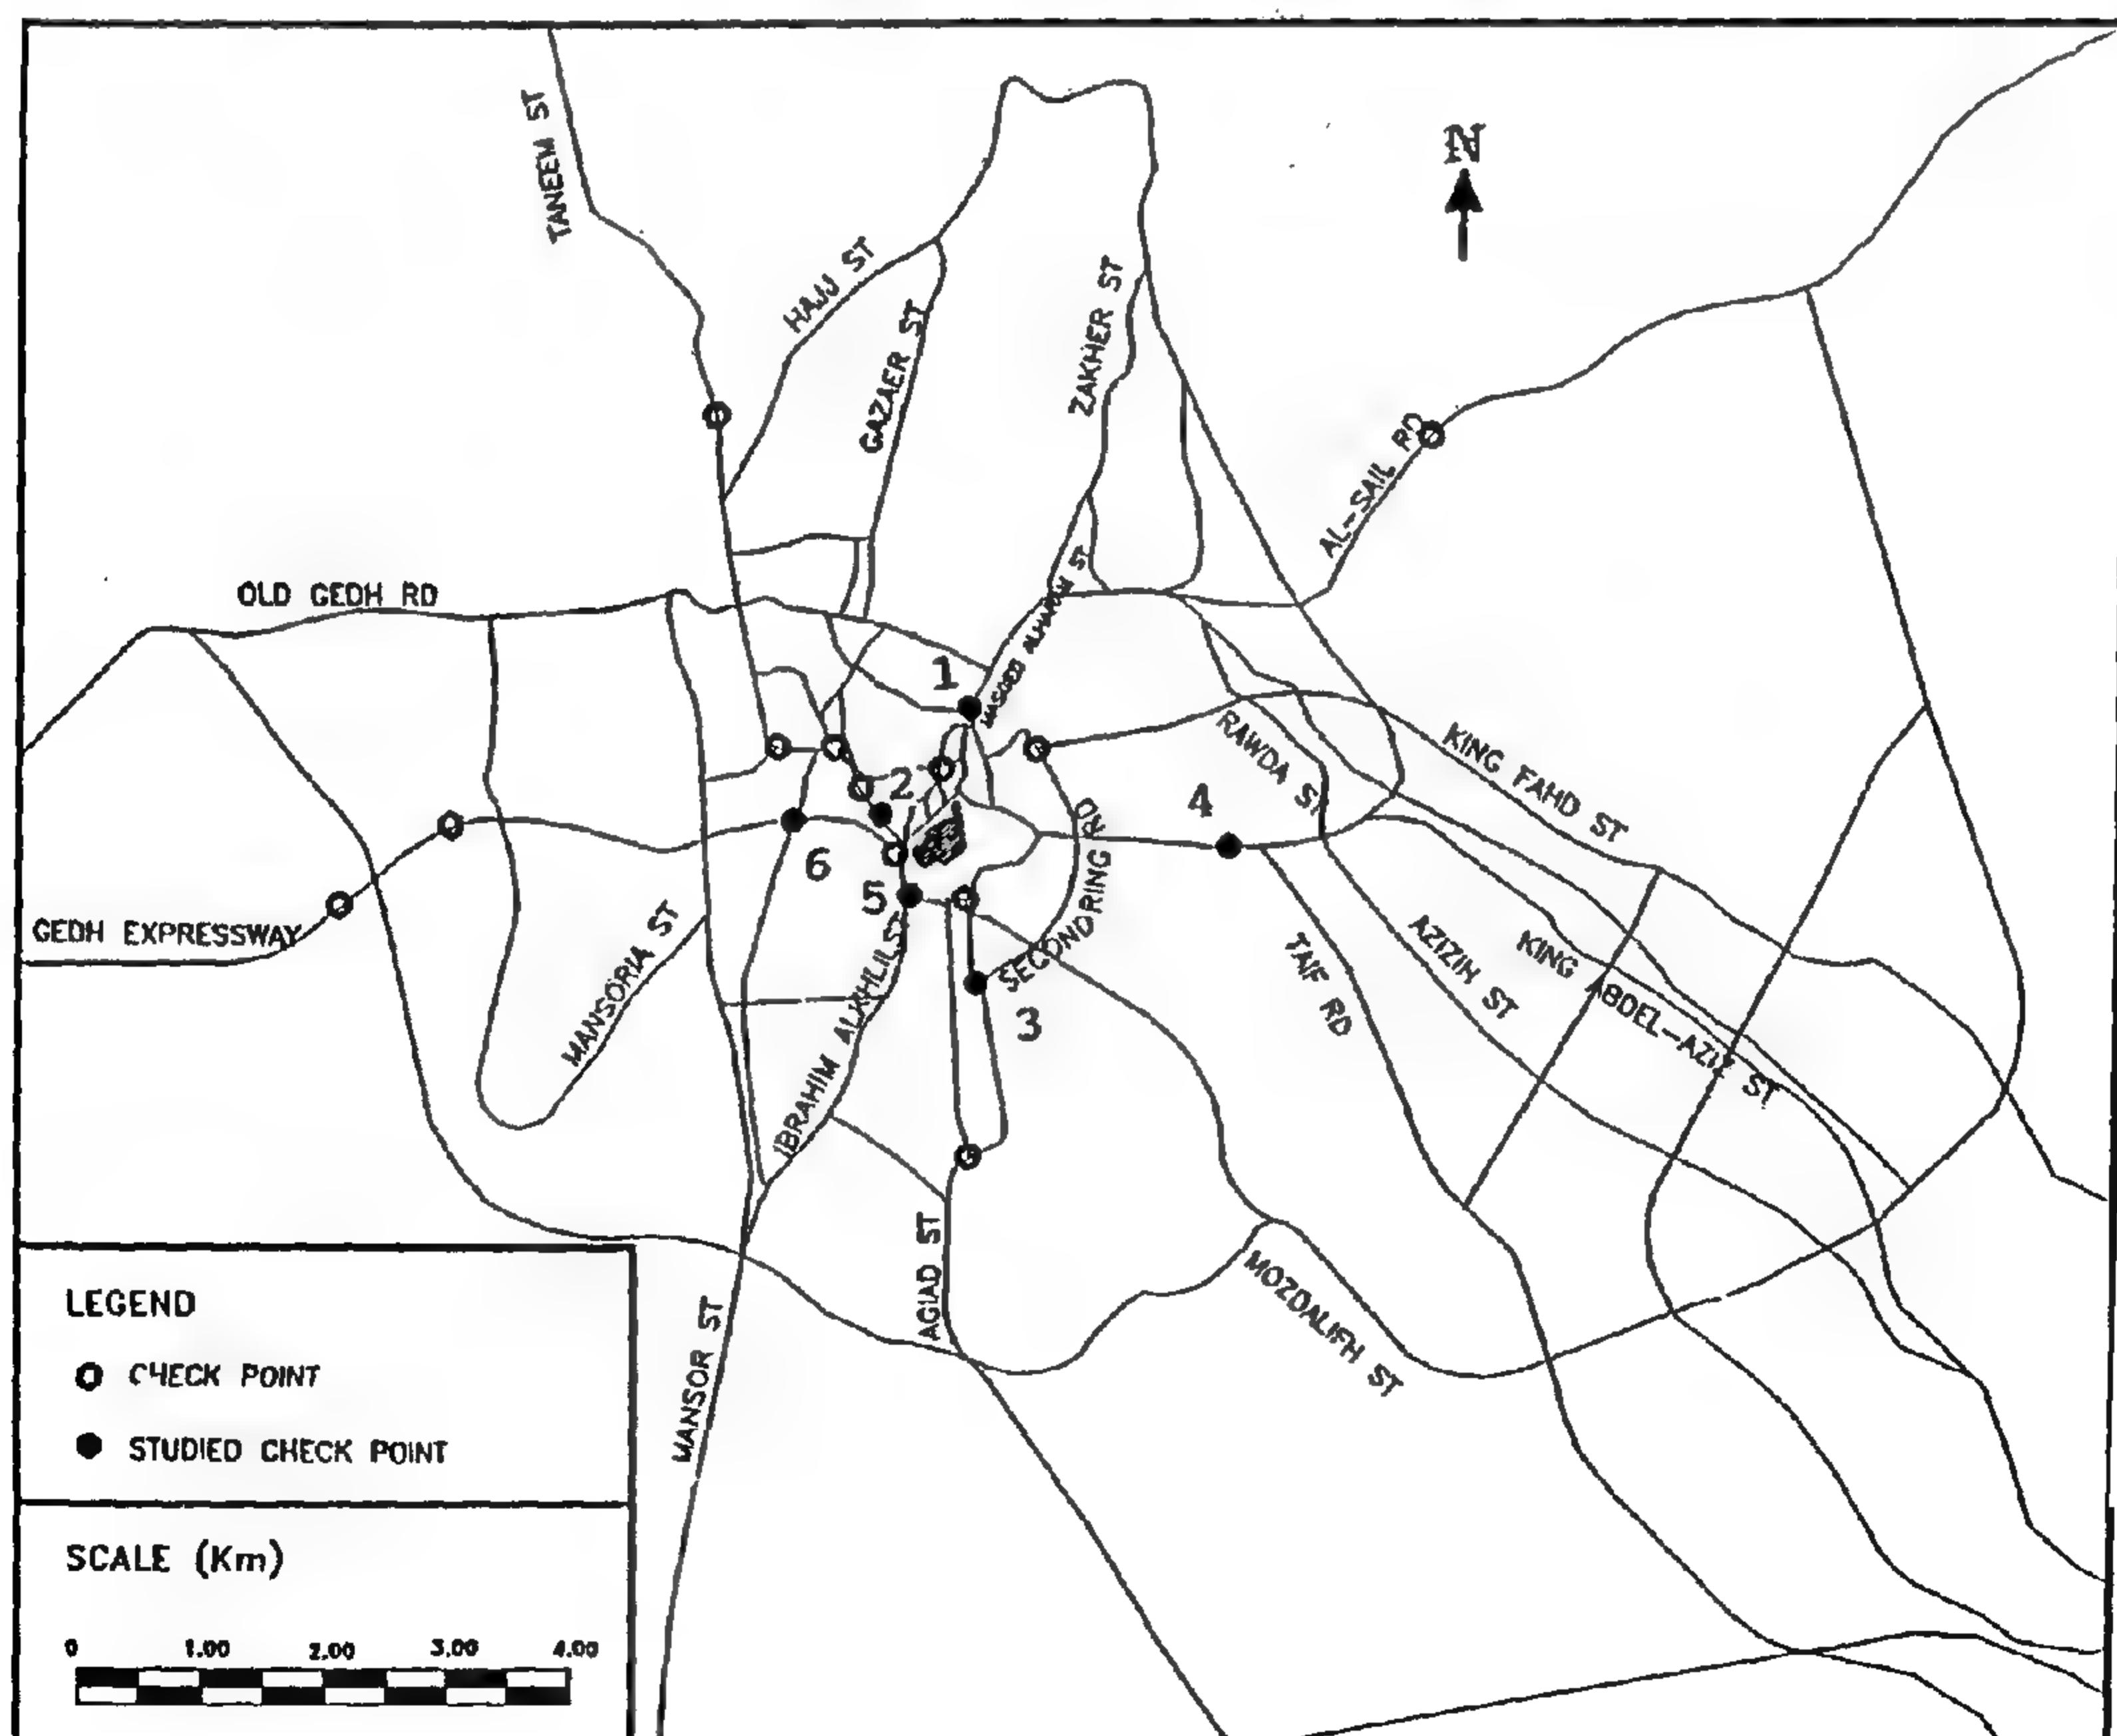 TANEEM ST
N
HAJJ ST
GAZAER ST
ZAKHER ST
AL-SAIL RD
OLD GEDH RD
ST
1
RAWDA ST
KING FAHD ST
2
4
6
5
SECONDRING RD
GEDH EXPRESSWAY
MANSORIA ST
IBRAHIM ALKHLIL ST
3
TAIF RD
AZIZIH ST
KING ABDEL-AZIZ ST
AGIAD ST
MOZDALIFH ST
MANSOR ST
LEGEND
CHECK POINT
STUDIED CHECK POINT
SCALE (Km)
0 1.00 2.00 3.00 4.00